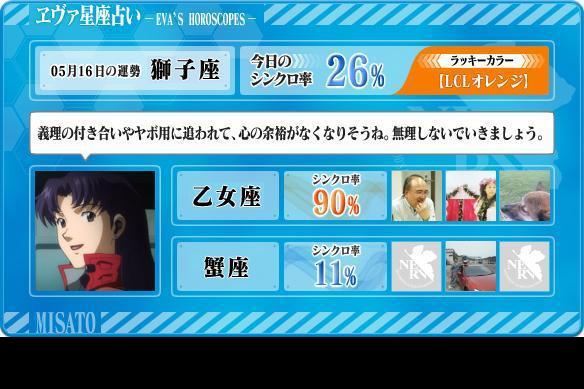 ヱヴァ星座占い －EVA'S HOROSCOPES－
05月16日の運勢 獅子座
今日の
シンクロ率 26%
ラッキーカラー
【LCLオレンジ】
義理の付き合いやヤボ用に追われて、心の余裕がなくなりそうね。無理しないでいきましょう。
乙女座
シンクロ率
90%
蟹座
シンクロ率
11%
MISATO